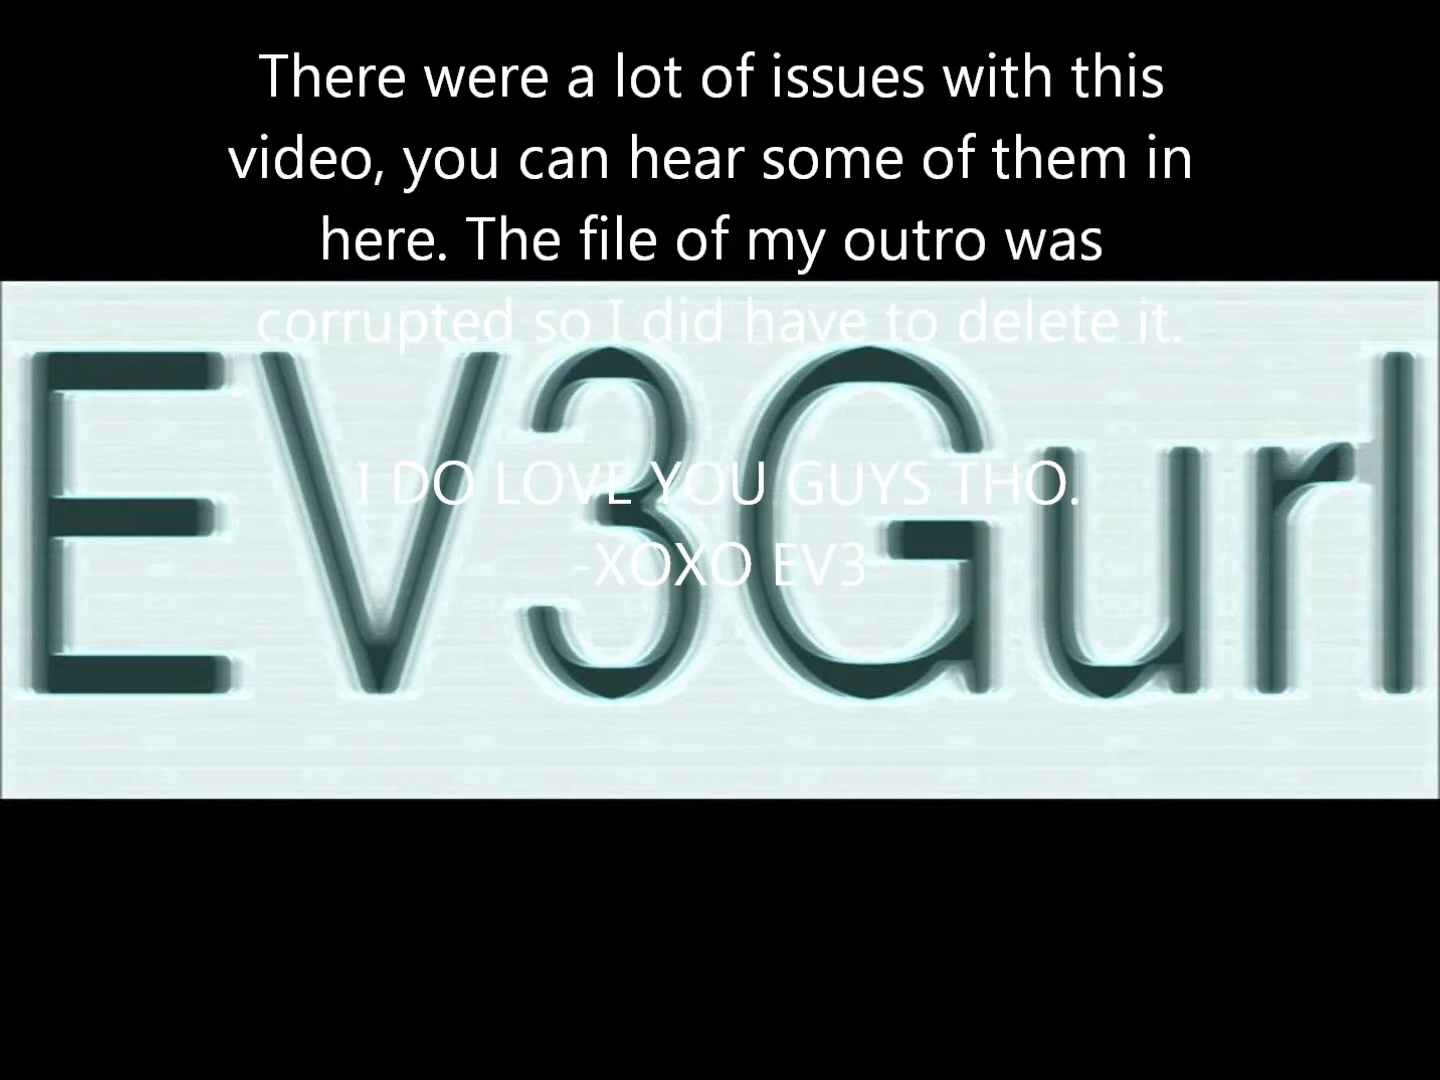 There were a lot of issues with this
video, you can hear some of them in
here. The file of my outro was
corrupted so I did have to delete it.
I DO LOVE YOU GUYS THO.
-XOXO EV3
EV3Gurl